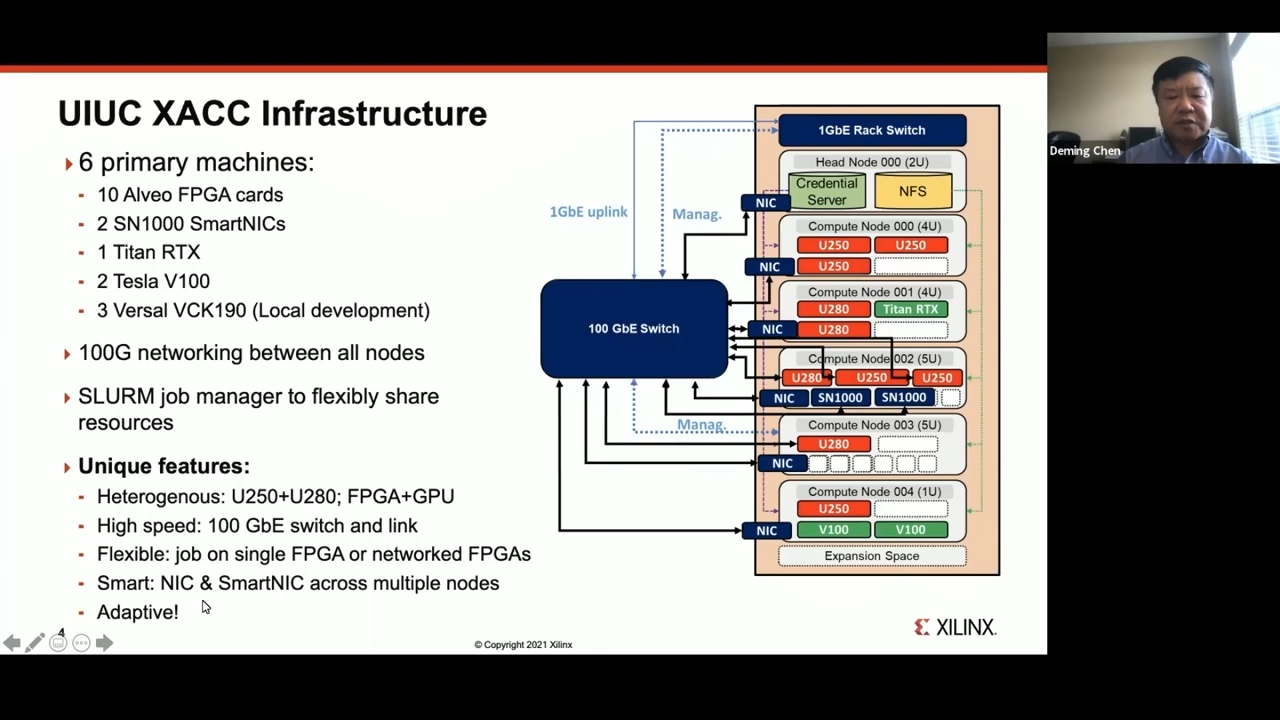 UIUC XACC Infrastructure
6 primary machines:
- 10 Alveo FPGA cards
- 2 SN1000 SmartNICs
- 1 Titan RTX
- 2 Tesla V100
- 3 Versal VCK190 (Local development)
100G networking between all nodes
SLURM job manager to flexibly share
resources
Unique features:
- Heterogenous: U250+U280; FPGA+GPU
- High speed: 100 GbE switch and link
- Flexible: job on single FPGA or networked FPGAs
- Smart: NIC & SmartNIC across multiple nodes
- Adaptive!
4
1GbE uplink
Manag.
100 GbE Switch
Manag.
1GbE Rack Switch
Head Node 000 (2U)
Credential
Server
NFS
NIC
Compute Node 000 (4U)
U250 U250
NIC U250
Compute Node 001 (4U)
U280 Titan RTX
NIC U280
Compute Node 002 (5U)
U280 U250 U250
NIC SN1000 SN1000
Compute Node 003 (5U)
U280
NIC
Compute Node 004 (1U)
U250
NIC V100 V100
Expansion Space
XILINX
© Copyright 2021 Xilinx
Deming Chen